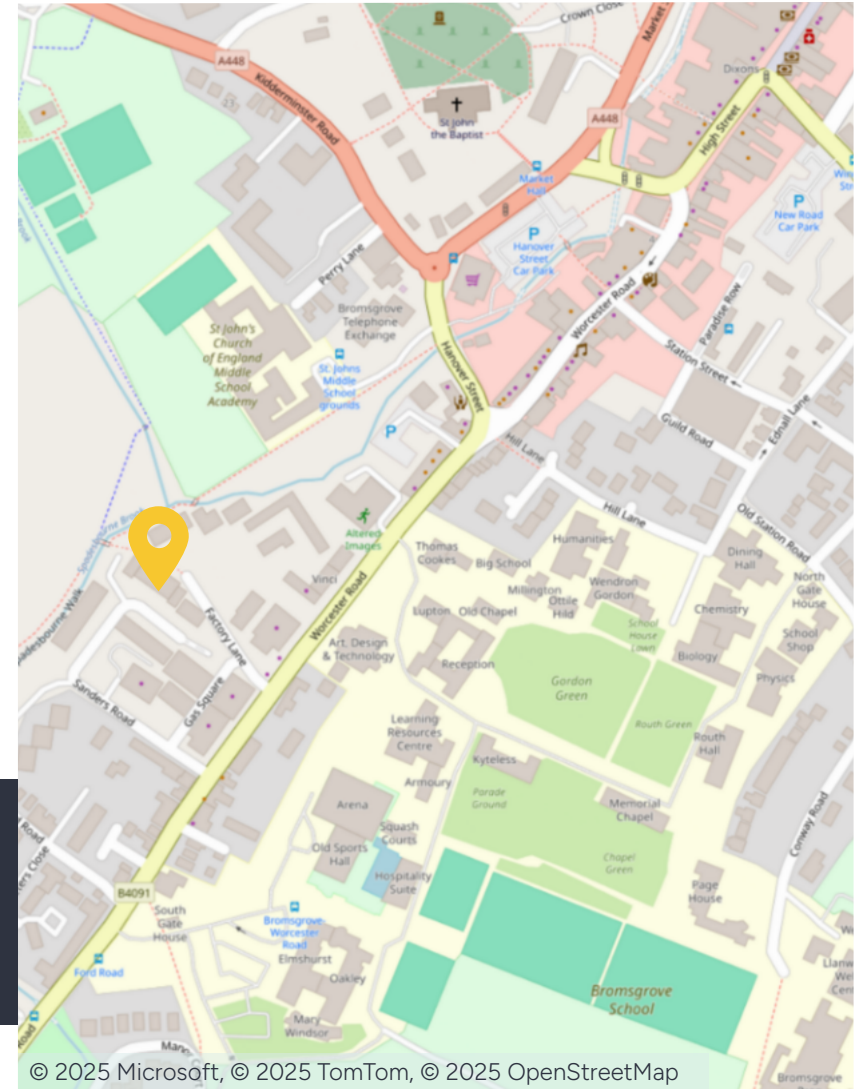 Crown Close
Market
A448
Kidderminster Road
23
St John
the Baptist
Dixons
A448
High Street
Market
Hall
Hanover
Street
Car Park
New Road
Car Park
Perry Lane
Bromsgrove
Telephone
Exchange
Worcester Road
Paradise Row
Station Street
St John's
Church
of England
Middle
School
Academy
St. Johns
Middle
School
grounds
Hanover Street
Guild Road
Ednall Lane
Hill Lane
Hill Lane
Old Station Road
Altered
Images
Thomas
Cookes
Big School
Humanities
Dining
Hall
North
Gate
House
Vinci
Millington
Wendron
Gordon
Ottile
Hild
Lupton
Old Chapel
Chemistry
School
House
Lawn
School
Shop
Factory Lane
Worcester Road
Art, Design
& Technology
Reception
Biology
Physics
Gordon
Green
Sanders Road
Gas Square
Learning
Resources
Centre
Routh Green
Routh
Hall
Kyteless
Armoury
Parade
Ground
Memorial
Chapel
Arena
Squash
Courts
Old Sports
Hall
Chapel
Green
Conway Road
Hospitality
Suite
Page
House
B4091
South
Gate
House
Bromsgrove,
Worcester
Road
Elmshurst
Ford Road
Oakley
Bromsgrove
School
Mary
Windsor
Road
Bromsgrove
© 2025 Microsoft, © 2025 TomTom, © 2025 OpenStreetMap